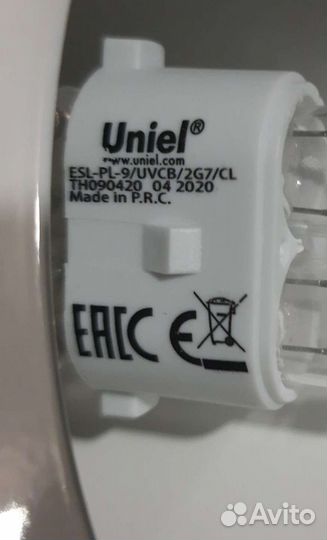 Uniel®
www.uniel.com
ESL-PL-9/UVCB/2G7/CL
TH090420 04 2020
Made in P.R.C.
EAC CE
Avito